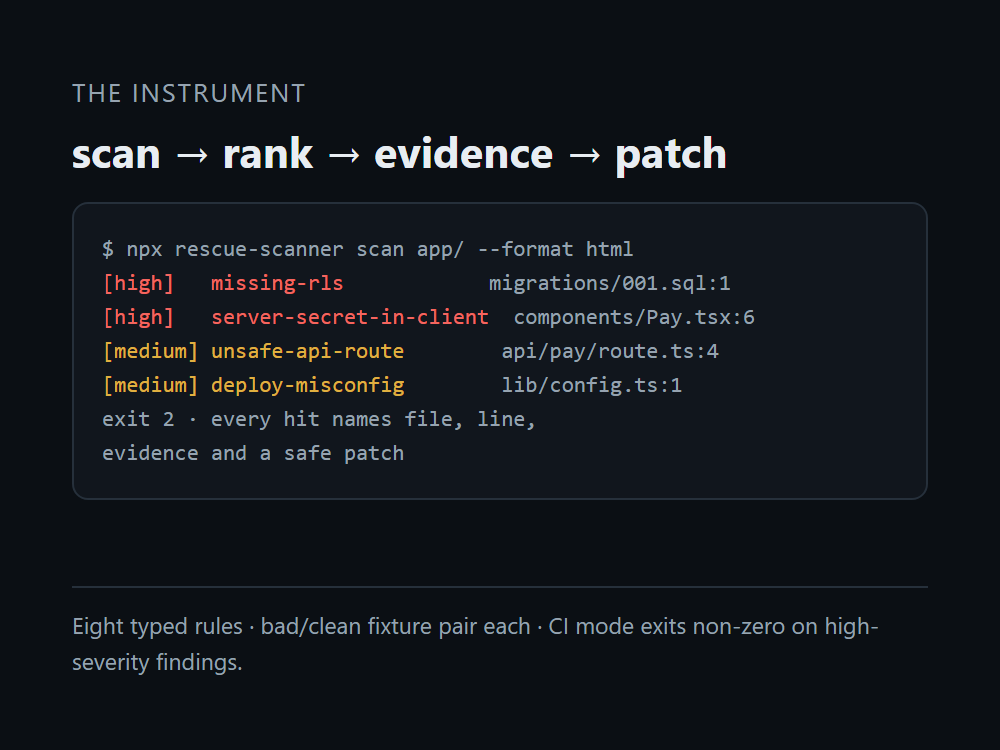 THE INSTRUMENT
scan → rank → evidence → patch
$ npx rescue-scanner scan app/ --format html
[high]   missing-rls            migrations/001.sql:1
[high]   server-secret-in-client  components/Pay.tsx:6
[medium] unsafe-api-route        api/pay/route.ts:4
[medium] deploy-misconfig        lib/config.ts:1
exit 2 · every hit names file, line,
evidence and a safe patch
Eight typed rules · bad/clean fixture pair each · CI mode exits non-zero on high-
severity findings.